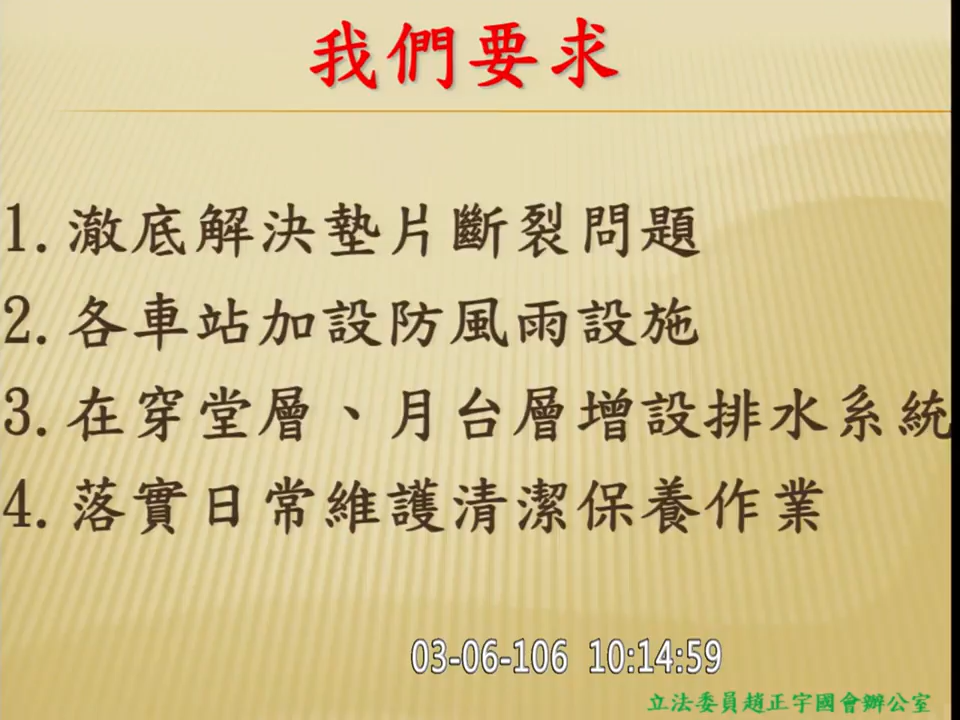 我們要求
1.澈底解決墊片斷裂問題
2.各車站加設防風雨設施
3.在穿堂層、月台層增設排水系統
4.落實日常維護清潔保養作業
03-06-106 10:14:59
立法委員趙正宇國會辦公室